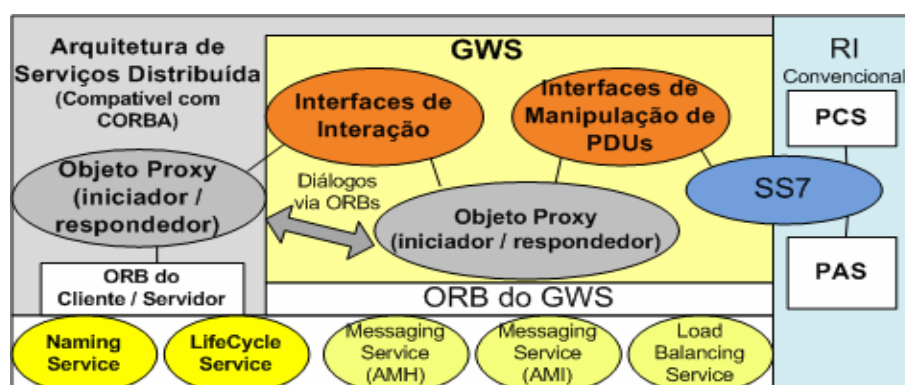 Arquitetura de
Serviços Distribuída
(Compatível com
CORBA)
Objeto Proxy
(iniciador /
respondedor)
ORB do
Cliente / Servidor
GWS
Interfaces de
Interação
Interfaces de
Manipulação de
PDUs
Diálogos
via ORBs
Objeto Proxy
(iniciador / respondedor)
ORB do GWS
RI
Convencional
PCS
SS7
PAS
Naming
Service
LifeCycle
Service
Messaging
Service
(AMH)
Messaging
Service
(AMI)
Load
Balancing
Service